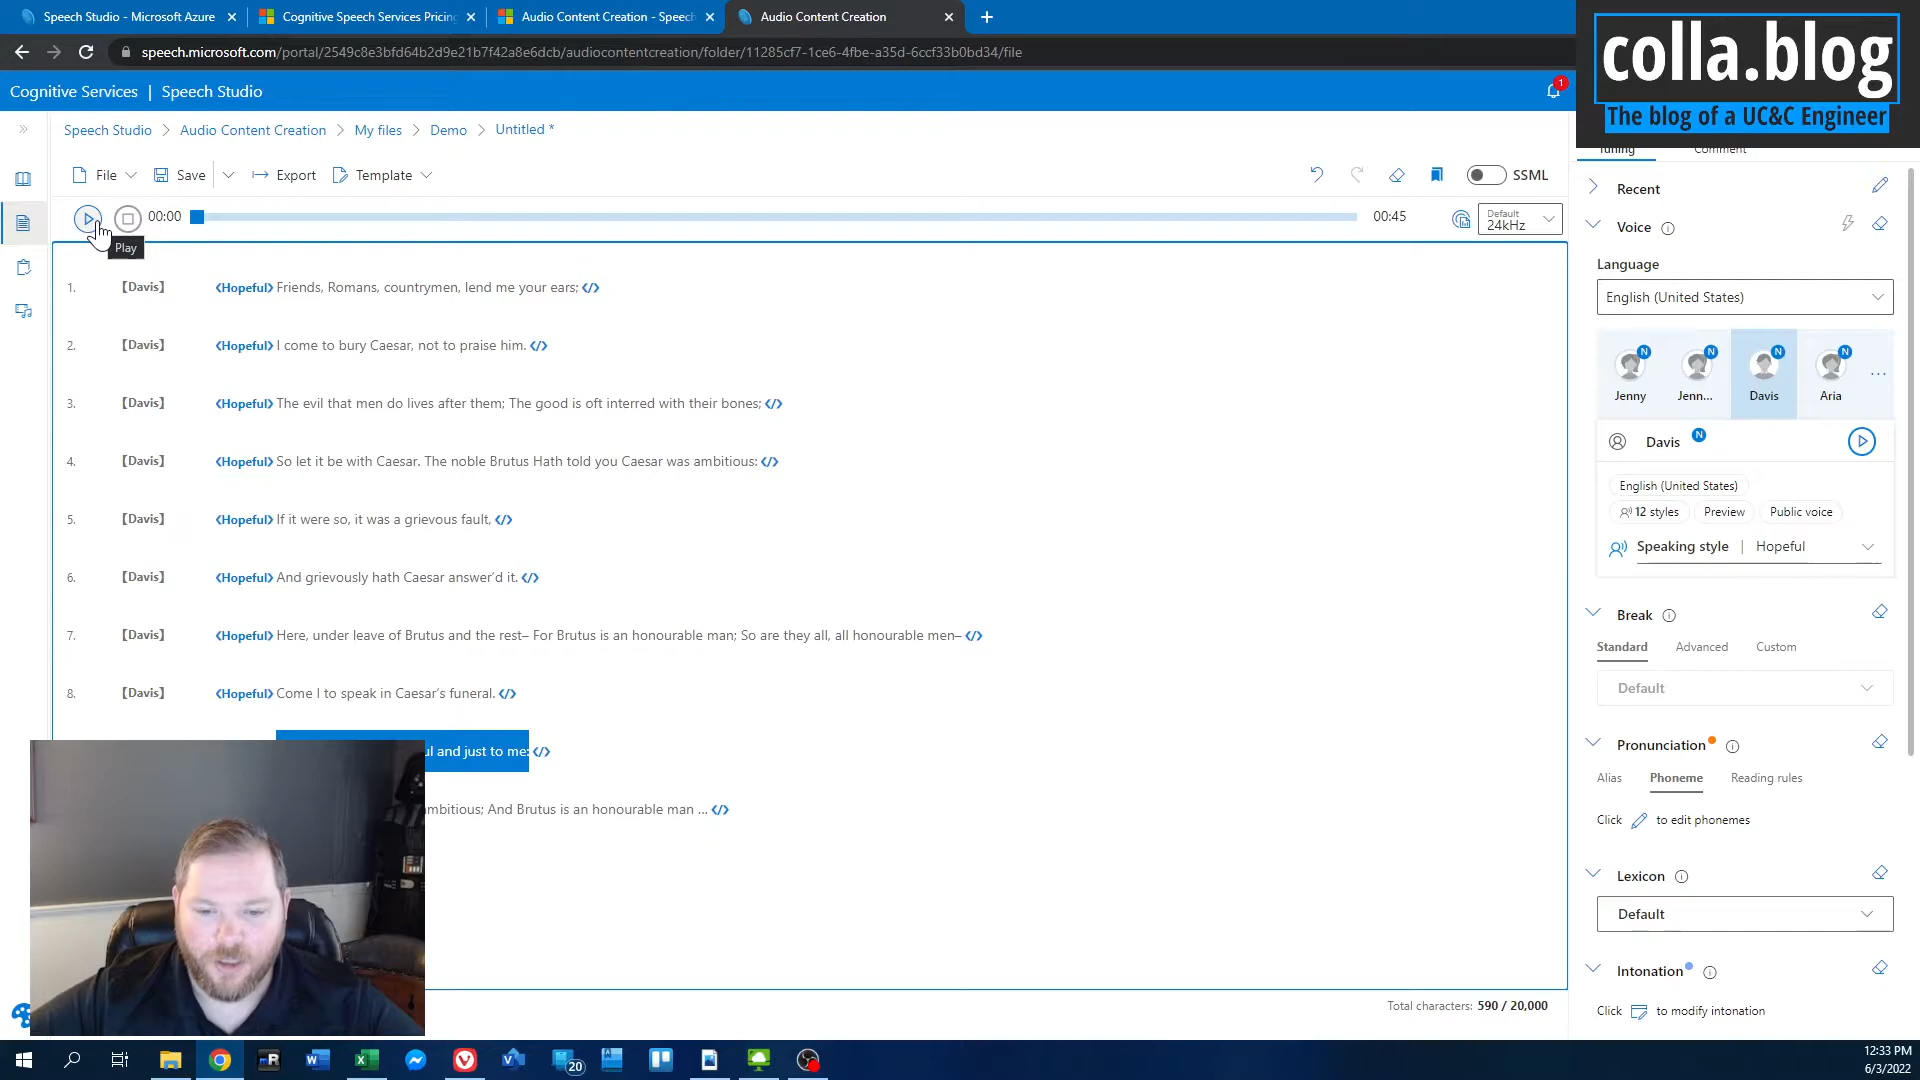 Speech Studio - Microsoft Azure
Cognitive Speech Services Pricing
Audio Content Creation - Speech
Audio Content Creation
speech.microsoft.com/portal/2549c8e3bfd64b2d9e21b7f42a8e6dcb/audiocontentcreation/folder/11285cf7-1ce6-4fbe-a35d-6ccf33b0bd34/file
colla.blog
The blog of a UC&C Engineer
Cognitive Services | Speech Studio
1
Speech Studio > Audio Content Creation > My files > Demo > Untitled *
File Save Export Template SSML
00:00 00:45
Default
24kHz
Play
1. [Davis] <Hopeful> Friends, Romans, countrymen, lend me your ears; </>
2. [Davis] <Hopeful> I come to bury Caesar, not to praise him. </>
3. [Davis] <Hopeful> The evil that men do lives after them; The good is oft interred with their bones; </>
4. [Davis] <Hopeful> So let it be with Caesar. The noble Brutus Hath told you Caesar was ambitious: </>
5. [Davis] <Hopeful> If it were so, it was a grievous fault, </>
6. [Davis] <Hopeful> And grievously hath Caesar answer'd it. </>
7. [Davis] <Hopeful> Here, under leave of Brutus and the rest– For Brutus is an honourable man; So are they all, all honourable men– </>
8. [Davis] <Hopeful> Come I to speak in Caesar's funeral. </>
and just to me: </>
And Brutus is an honourable man ... </>
Total characters: 590 / 20,000
Tuning Comment
Recent
Voice
Language
English (United States)
N N N N
Jenny Jenn... Davis Aria ...
Davis N
English (United States)
12 styles Preview Public voice
Speaking style | Hopeful
Break
Standard Advanced Custom
Default
Pronunciation
Alias Phoneme Reading rules
Click to edit phonemes
Lexicon
Default
Intonation
Click to modify intonation
20
12:33 PM
6/3/2022